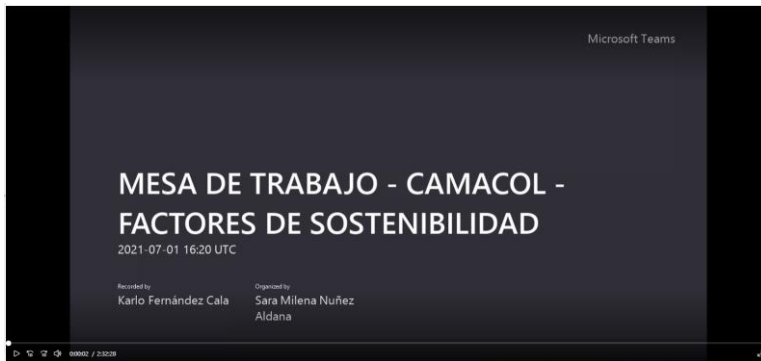 Microsoft Teams
MESA DE TRABAJO - CAMACOL -
FACTORES DE SOSTENIBILIDAD
2021-07-01 16:20 UTC
Recorded by
Organized by
Karlo Fernández Cala
Sara Milena Nuñez
Aldana
0:00:02 / 2:32:28